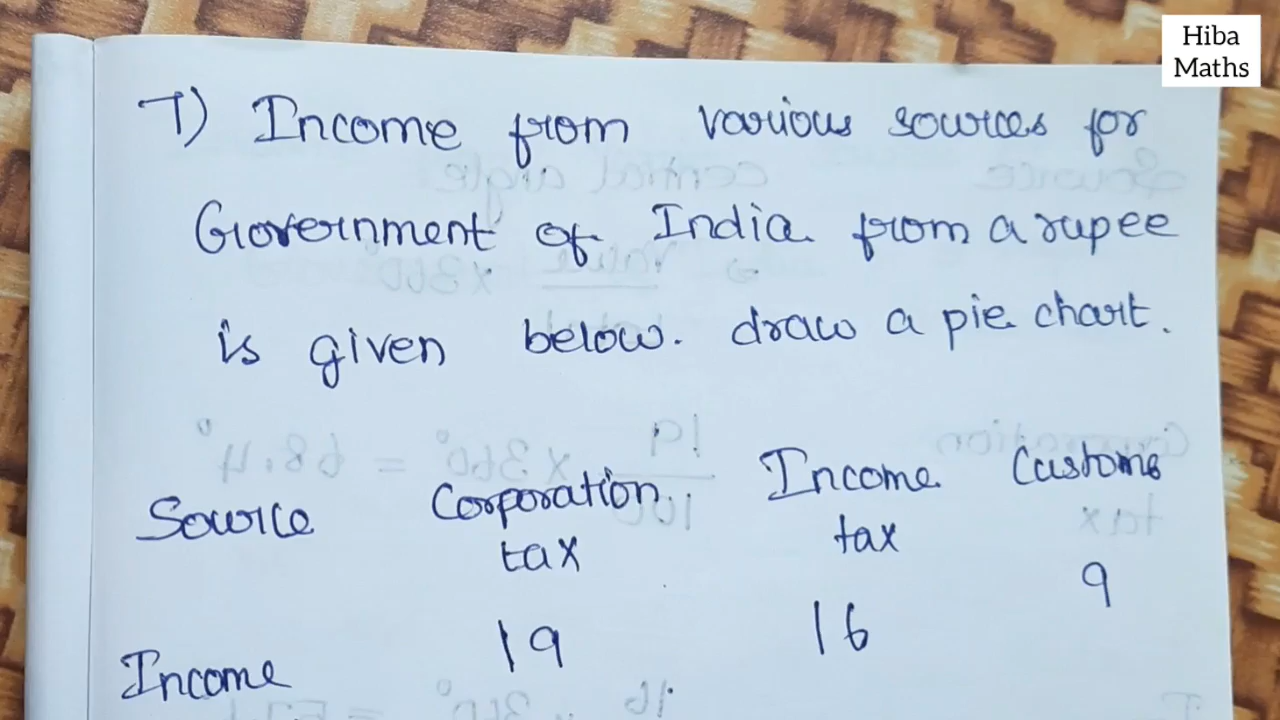 Hiba
Maths
7) Income from various sources for
Government of India from a rupee
is given below. draw a pie chart.
Source Corporation tax Income tax Customs
Income 19 16 9